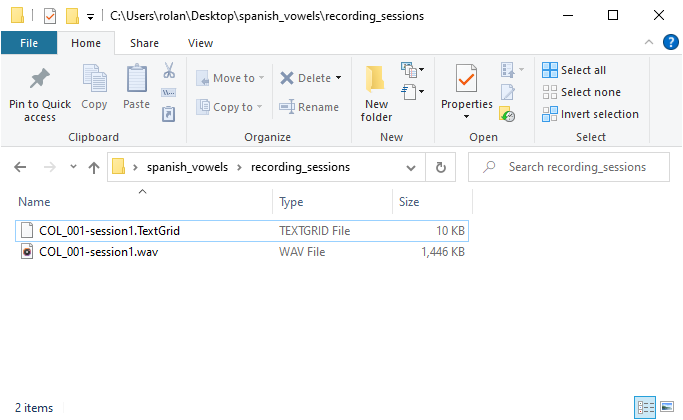 C:\Users\rolan\Desktop\spanish_vowels\recording_sessions
File Home Share View
Pin to Quick access
Copy
Paste
Clipboard
Move to
Copy to
Delete
Rename
Organize
New folder
New
Properties
Open
Select all
Select none
Invert selection
Select
spanish_vowels > recording_sessions
Search recording_sessions
Name Type Size
COL_001-session1.TextGrid TEXTGRID File 10 KB
COL_001-session1.wav WAV File 1,446 KB
2 items